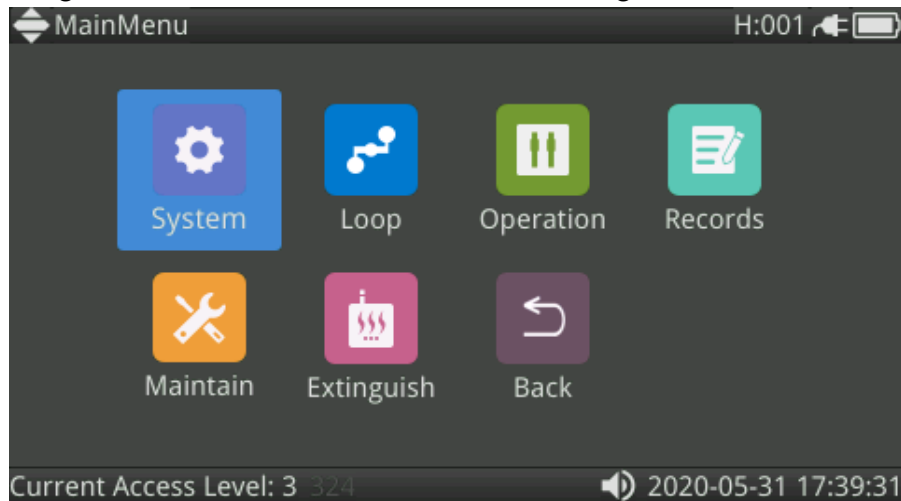 MainMenu H:001
System Loop Operation Records
Maintain Extinguish Back
Current Access Level: 3 324 2020-05-31 17:39:31